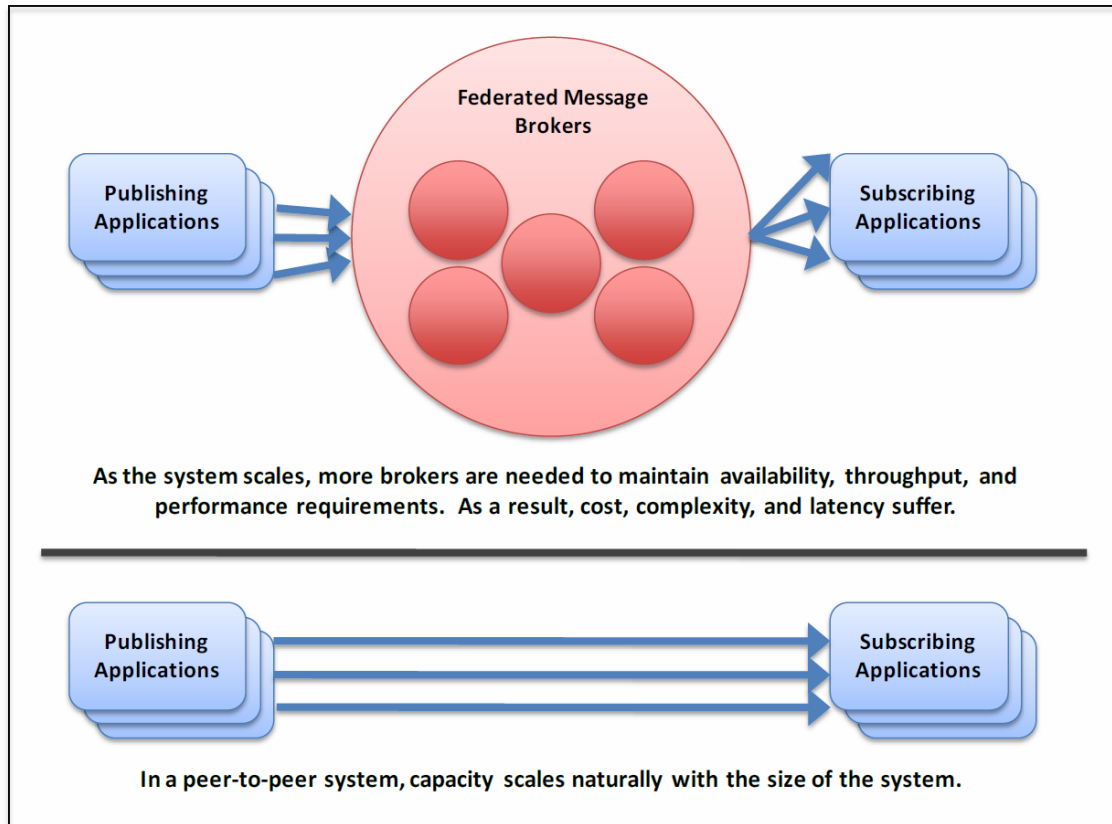 Federated Message
Brokers
Publishing
Applications
Subscribing
Applications
As the system scales, more brokers are needed to maintain availability, throughput, and
performance requirements. As a result, cost, complexity, and latency suffer.
Publishing
Applications
Subscribing
Applications
In a peer-to-peer system, capacity scales naturally with the size of the system.